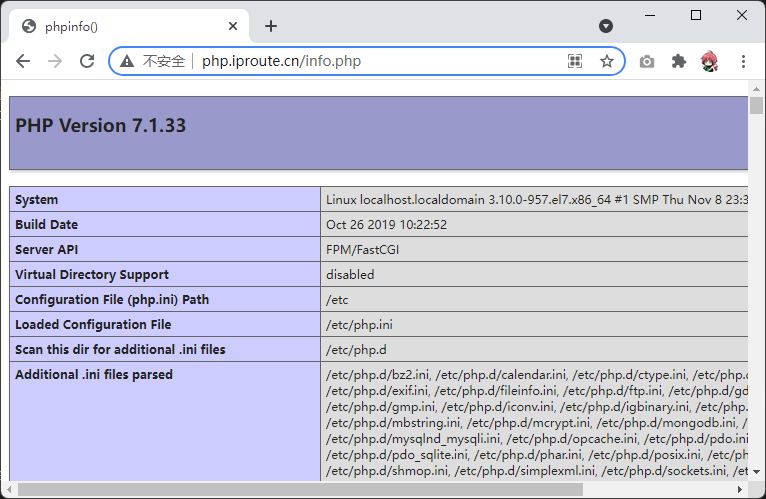 phpinfo()
不安全 | php.iproute.cn/info.php
PHP Version 7.1.33
System Linux localhost.localdomain 3.10.0-957.el7.x86_64 #1 SMP Thu Nov 8 23:3
Build Date Oct 26 2019 10:22:52
Server API FPM/FastCGI
Virtual Directory Support disabled
Configuration File (php.ini) Path /etc
Loaded Configuration File /etc/php.ini
Scan this dir for additional .ini files /etc/php.d
Additional .ini files parsed /etc/php.d/bz2.ini, /etc/php.d/calendar.ini, /etc/php.d/ctype.ini, /etc/php.d
/etc/php.d/exif.ini, /etc/php.d/fileinfo.ini, /etc/php.d/ftp.ini, /etc/php.d/gd
/etc/php.d/gmp.ini, /etc/php.d/iconv.ini, /etc/php.d/igbinary.ini, /etc/php.d
/etc/php.d/mbstring.ini, /etc/php.d/mcrypt.ini, /etc/php.d/mongodb.ini,
/etc/php.d/mysqlnd_mysqli.ini, /etc/php.d/opcache.ini, /etc/php.d/pdo.ini
/etc/php.d/pdo_sqlite.ini, /etc/php.d/phar.ini, /etc/php.d/posix.ini, /etc/php
/etc/php.d/shmop.ini, /etc/php.d/simplexml.ini, /etc/php.d/sockets.ini,